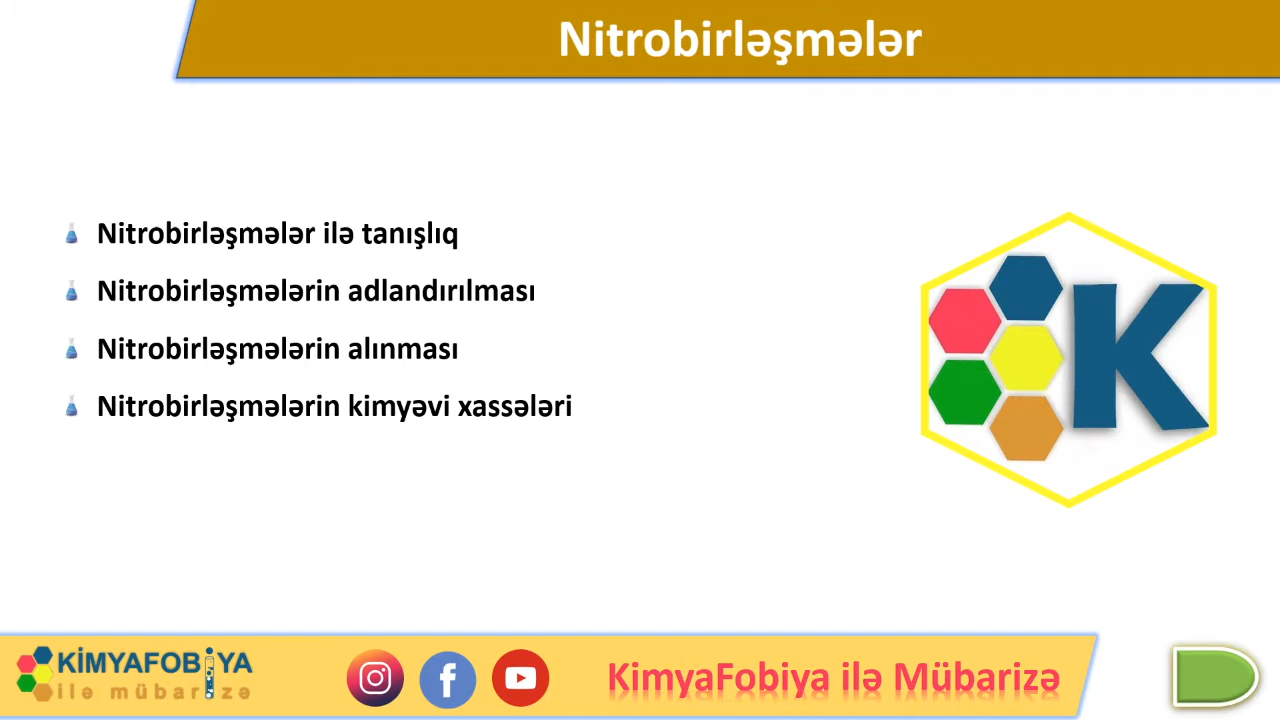 Nitrobirləşmələr
Nitrobirləşmələr ilə tanışlıq
Nitrobirləşmələrin adlandırılması
Nitrobirləşmələrin alınması
Nitrobirləşmələrin kimyəvi xassələri
K
KİMYAFOBİYA
ilə mübarizə
KimyaFobiya ilə Mübarizə